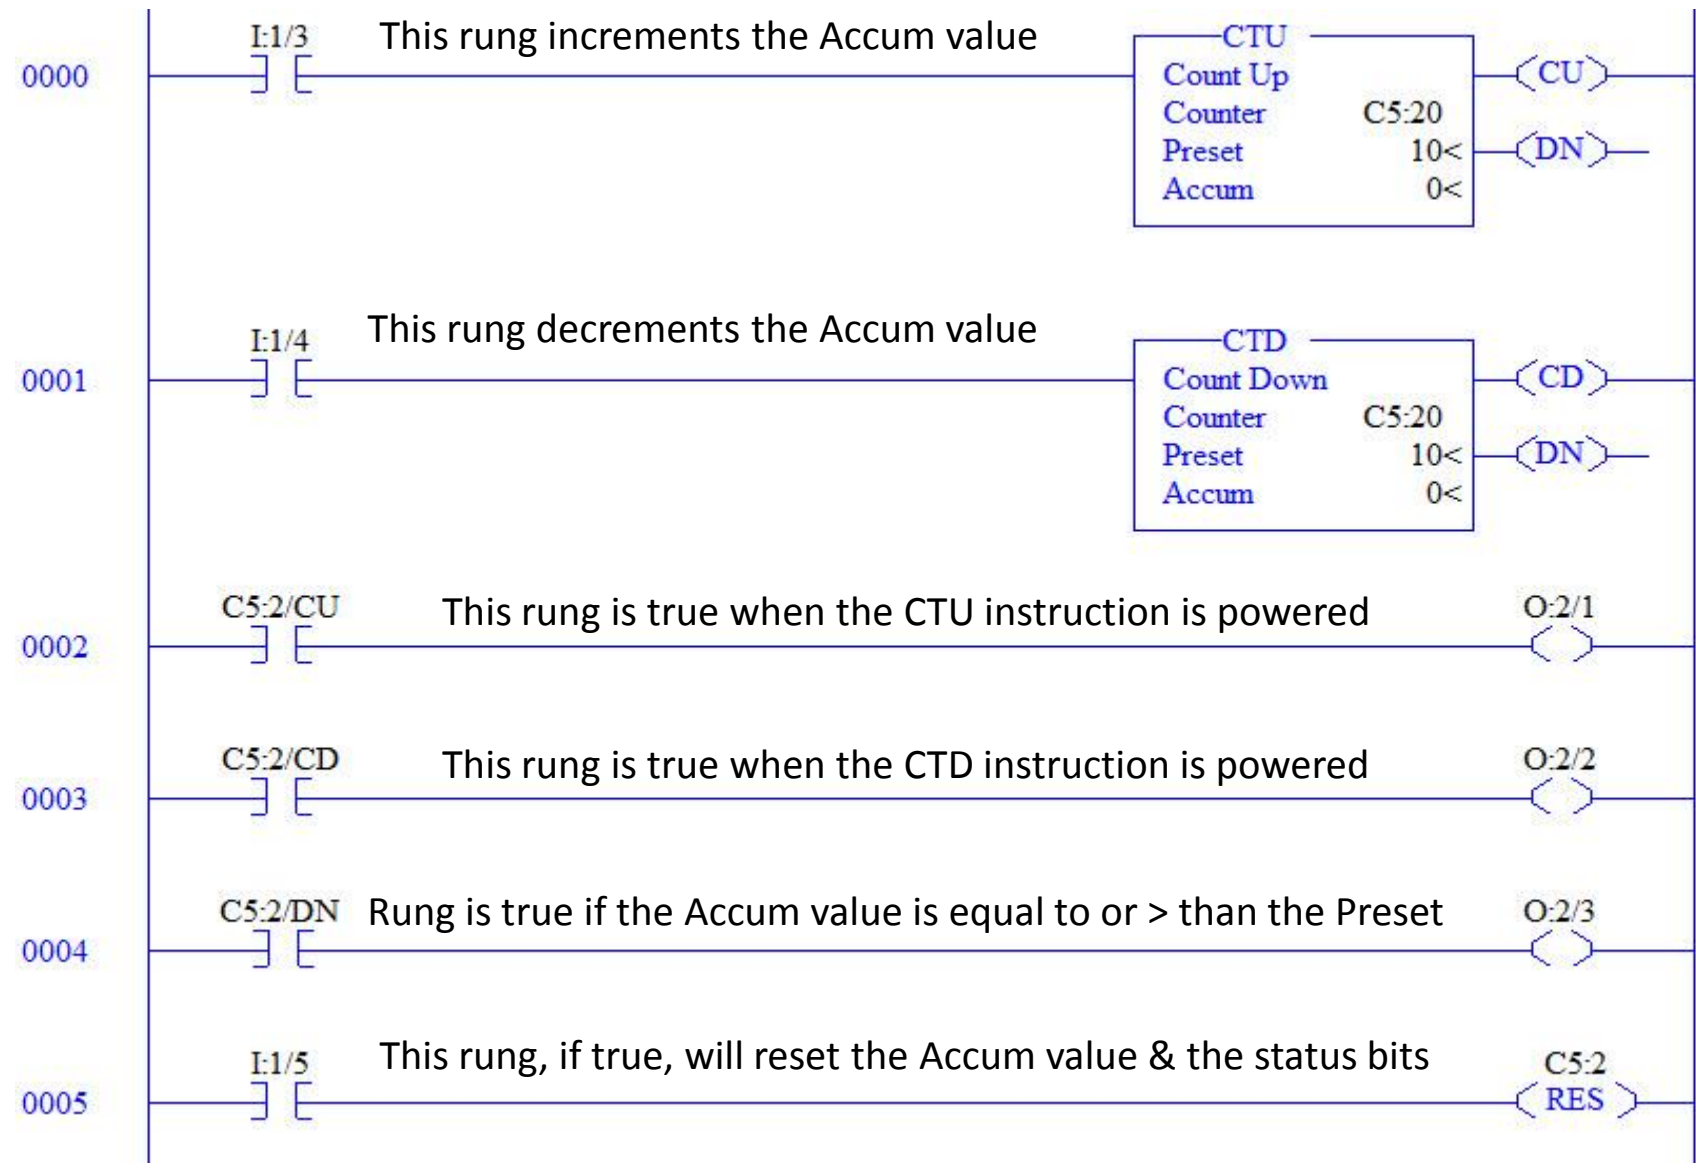 I:1/3 This rung increments the Accum value CTU
0000 Count Up CU
Counter C5:20
Preset 10< DN
Accum 0<
I:1/4 This rung decrements the Accum value CTD
0001 Count Down CD
Counter C5:20
Preset 10< DN
Accum 0<
C5:2/CU This rung is true when the CTU instruction is powered O:2/1
0002
C5:2/CD This rung is true when the CTD instruction is powered O:2/2
0003
C5:2/DN Rung is true if the Accum value is equal to or > than the Preset O:2/3
0004
I:1/5 This rung, if true, will reset the Accum value & the status bits C5:2
0005 RES